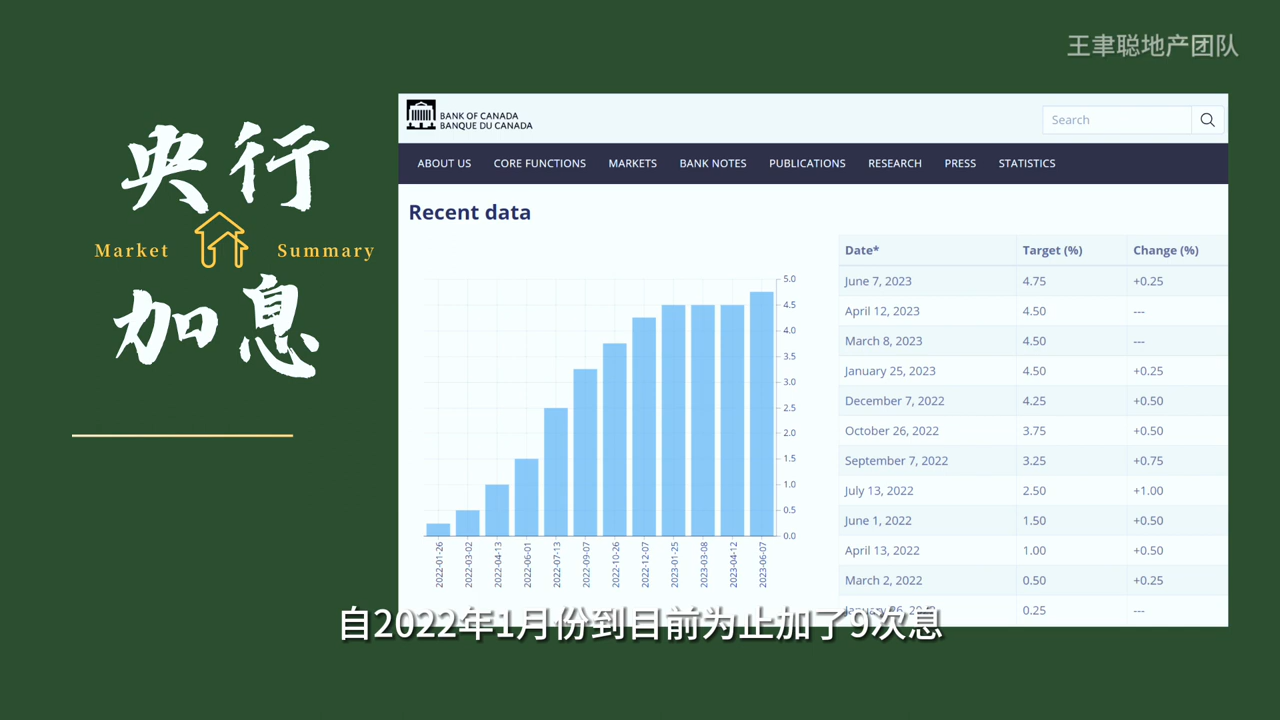 王聿聪地产团队
央行
Market Summary
加息
BANK OF CANADA
BANQUE DU CANADA
Search
ABOUT US CORE FUNCTIONS MARKETS BANK NOTES PUBLICATIONS RESEARCH PRESS STATISTICS
Recent data
5.0
4.5
4.0
3.5
3.0
2.5
2.0
1.5
1.0
0.5
0.0
2022-01-26
2022-03-02
2022-04-13
2022-06-01
2022-07-13
2022-09-07
2022-10-26
2022-12-07
2023-01-25
2023-03-08
2023-04-12
2023-06-07
Date* Target (%) Change (%)
June 7, 2023 4.75 +0.25
April 12, 2023 4.50 ---
March 8, 2023 4.50 ---
January 25, 2023 4.50 +0.25
December 7, 2022 4.25 +0.50
October 26, 2022 3.75 +0.50
September 7, 2022 3.25 +0.75
July 13, 2022 2.50 +1.00
June 1, 2022 1.50 +0.50
April 13, 2022 1.00 +0.50
March 2, 2022 0.50 +0.25
January 26, 2022 0.25 ---
自2022年1月份到目前为止加了9次息